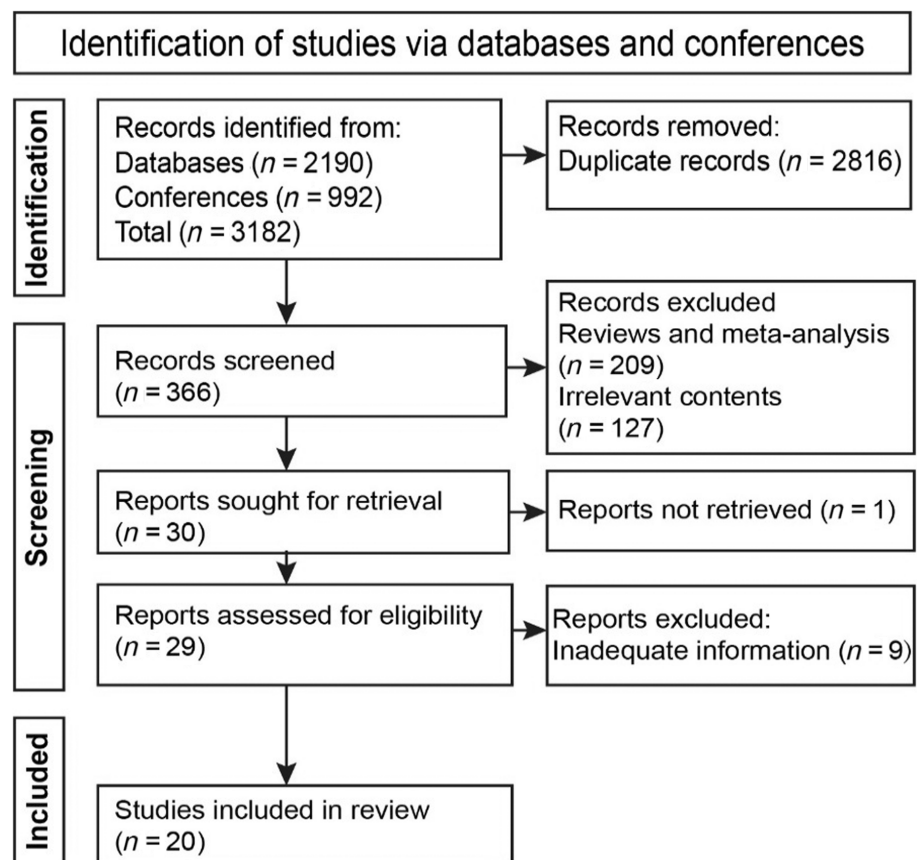 Identification of studies via databases and conferences
Identification
Records identified from:
Databases (n = 2190)
Conferences (n = 992)
Total (n = 3182)
Records removed:
Duplicate records (n = 2816)
Screening
Records screened
(n = 366)
Records excluded
Reviews and meta-analysis
(n = 209)
Irrelevant contents
(n = 127)
Reports sought for retrieval
(n = 30)
Reports not retrieved (n = 1)
Reports assessed for eligibility
(n = 29)
Reports excluded:
Inadequate information (n = 9)
Included
Studies included in review
(n = 20)